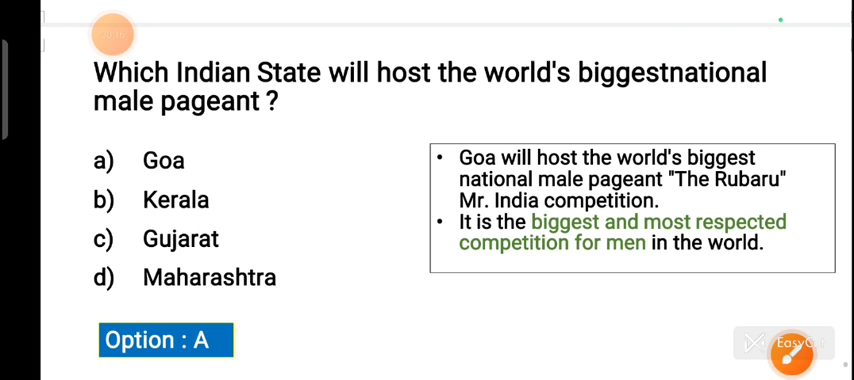 Which Indian State will host the world's biggestnational
male pageant ?
a) Goa
b) Kerala
c) Gujarat
d) Maharashtra
Option : A
• Goa will host the world's biggest
national male pageant "The Rubaru"
Mr. India competition.
• It is the biggest and most respected
competition for men in the world.